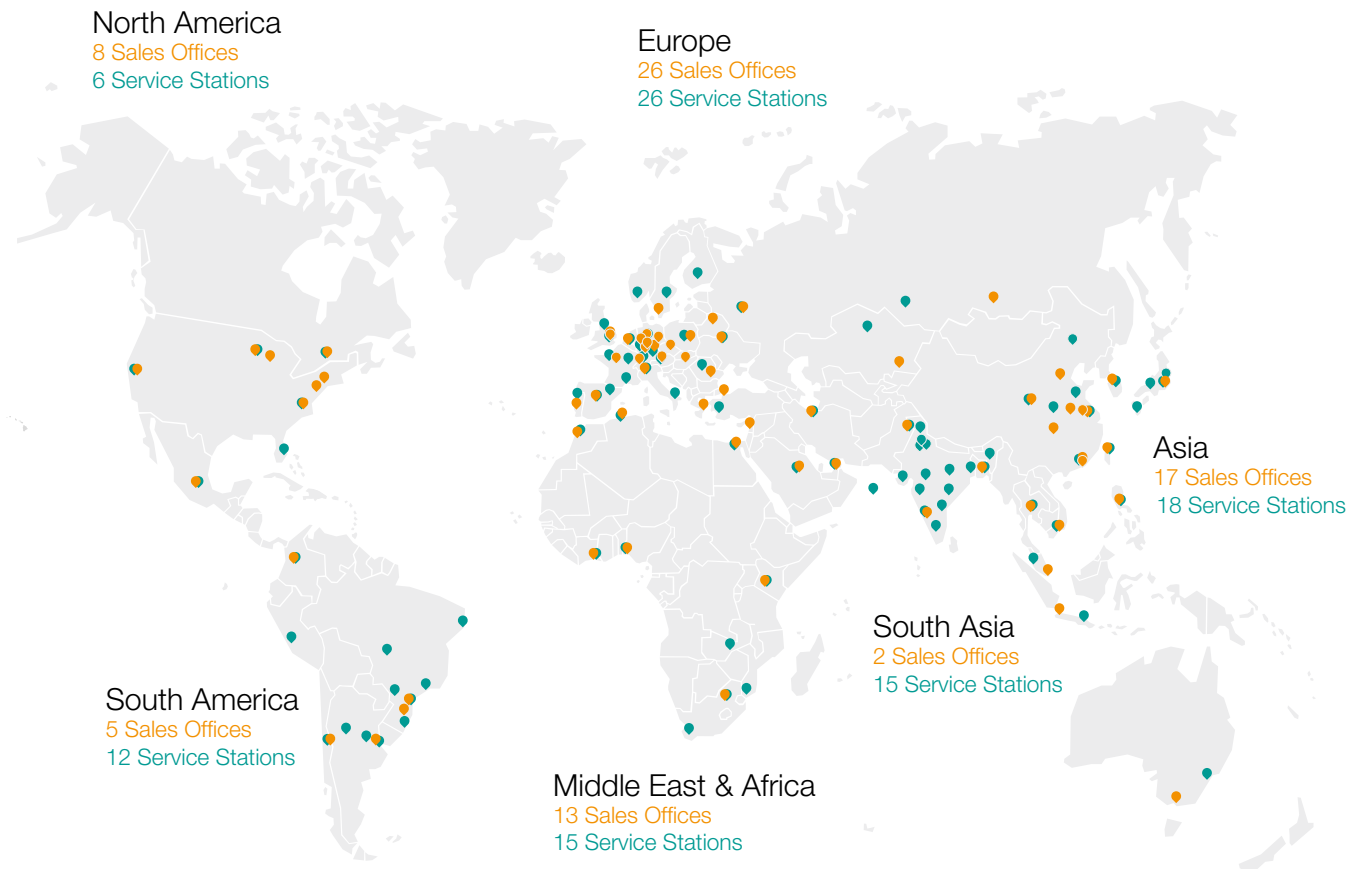 North America
8 Sales Offices
6 Service Stations
Europe
26 Sales Offices
26 Service Stations
Asia
17 Sales Offices
18 Service Stations
South Asia
2 Sales Offices
15 Service Stations
South America
5 Sales Offices
12 Service Stations
Middle East & Africa
13 Sales Offices
15 Service Stations